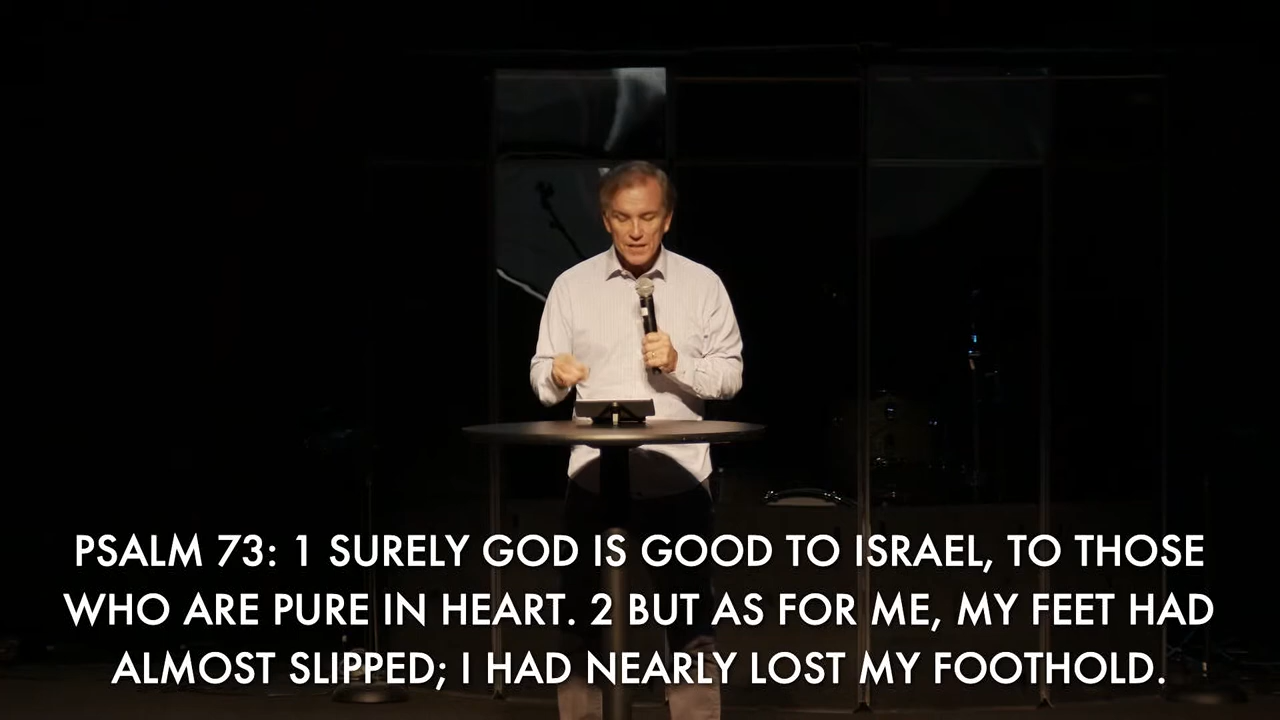 PSALM 73: 1 SURELY GOD IS GOOD TO ISRAEL, TO THOSE
WHO ARE PURE IN HEART. 2 BUT AS FOR ME, MY FEET HAD
ALMOST SLIPPED; I HAD NEARLY LOST MY FOOTHOLD.